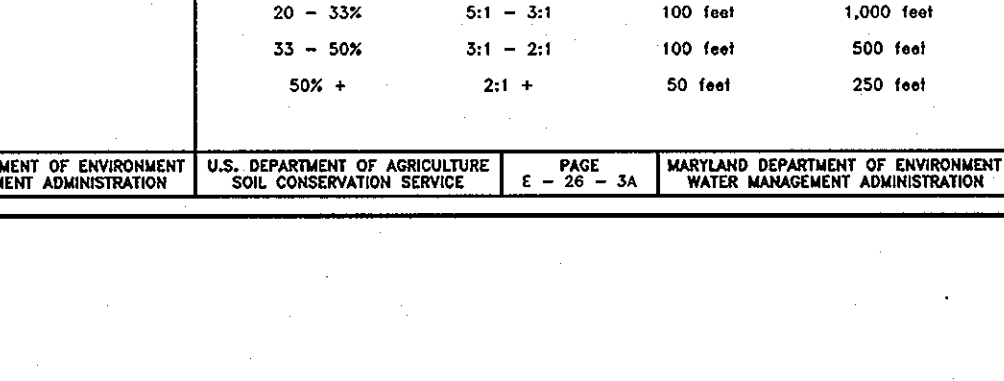 20 - 33% 5:1 - 3:1 100 feet 1,000 feet
33 - 50% 3:1 - 2:1 100 feet 500 feet
50% + 2:1 + 50 feet 250 feet
MENT OF ENVIRONMENT
MENT ADMINISTRATION
U.S. DEPARTMENT OF AGRICULTURE
SOIL CONSERVATION SERVICE
PAGE
E - 26 - 3A
MARYLAND DEPARTMENT OF ENVIRONMENT
WATER MANAGEMENT ADMINISTRATION